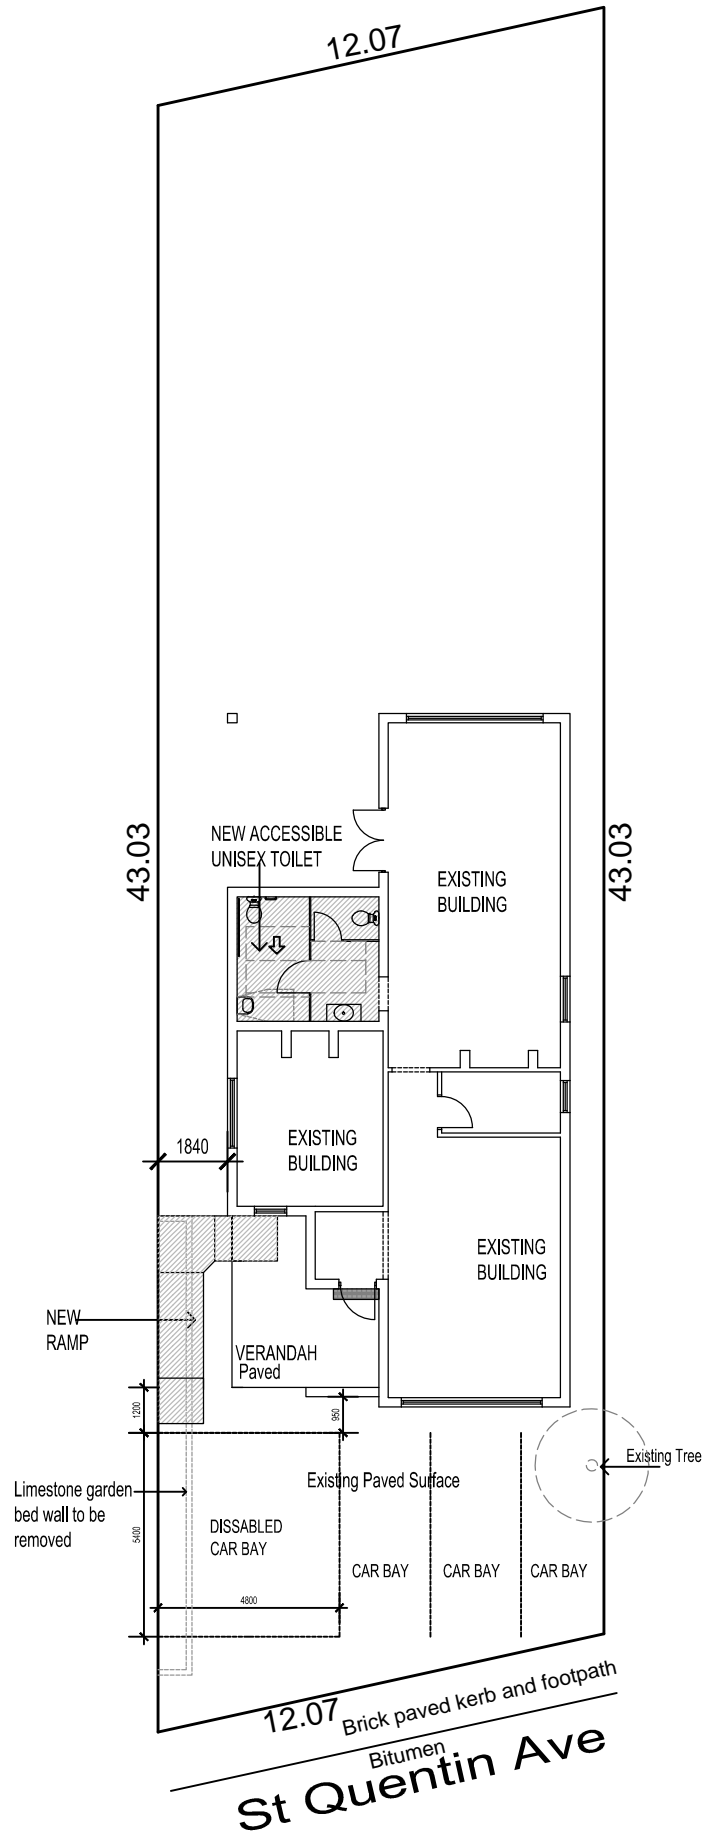 12.07
43.03
43.03
NEW ACCESSIBLE
UNISEX TOILET
EXISTING
BUILDING
1840
EXISTING
BUILDING
EXISTING
BUILDING
NEW
RAMP
VERANDAH
Paved
1200
950
Existing Tree
Existing Paved Surface
Limestone garden
bed wall to be
removed
5400
DISSABLED
CAR BAY
CAR BAY
CAR BAY
CAR BAY
4800
12.07
Brick paved kerb and footpath
Bitumen
St Quentin Ave